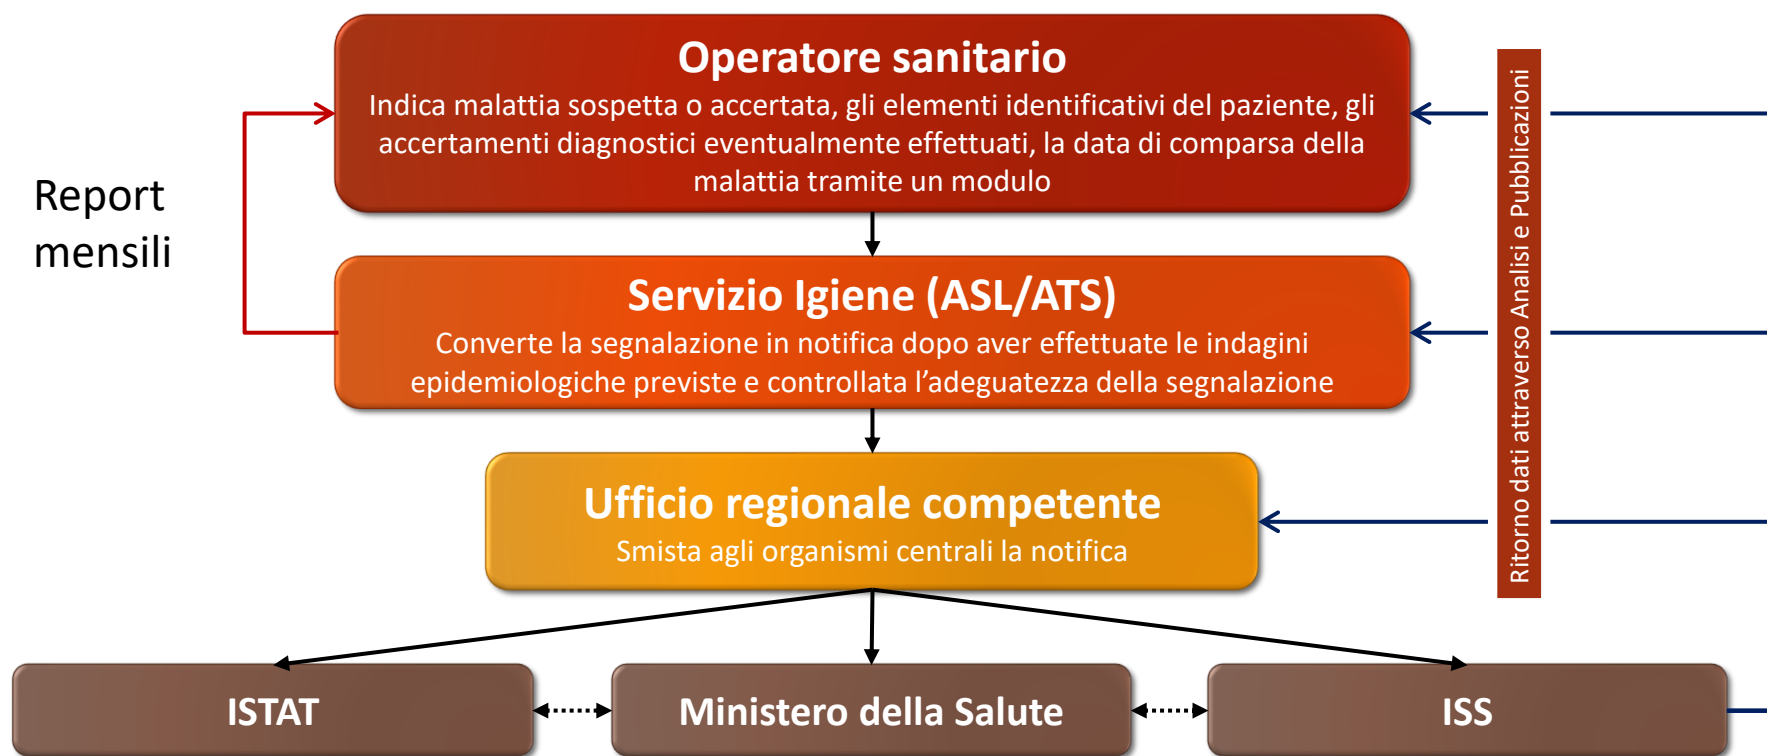 Operatore sanitario
Indica malattia sospetta o accertata, gli elementi identificativi del paziente, gli
accertamenti diagnostici eventualmente effettuati, la data di comparsa della
malattia tramite un modulo
Report
mensili
Servizio Igiene (ASL/ATS)
Converte la segnalazione in notifica dopo aver effettuate le indagini
epidemiologiche previste e controllata l’adeguatezza della segnalazione
Ritorno dati attraverso Analisi e Pubblicazioni
Ufficio regionale competente
Smista agli organismi centrali la notifica
ISTAT
Ministero della Salute
ISS